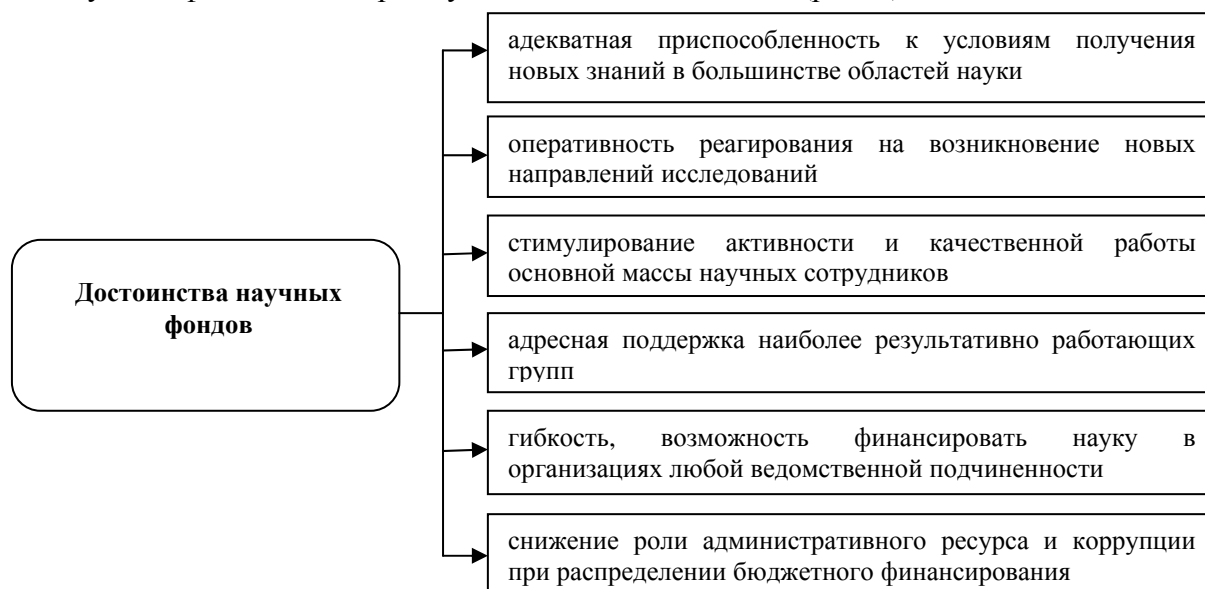 Достоинства научных
фондов
адекватная приспособленность к условиям получения
новых знаний в большинстве областей науки
оперативность реагирования на возникновение новых
направлений исследований
стимулирование активности и качественной работы
основной массы научных сотрудников
адресная поддержка наиболее результативно работающих
групп
гибкость, возможность финансировать науку в
организациях любой ведомственной подчиненности
снижение роли административного ресурса и коррупции
при распределении бюджетного финансирования